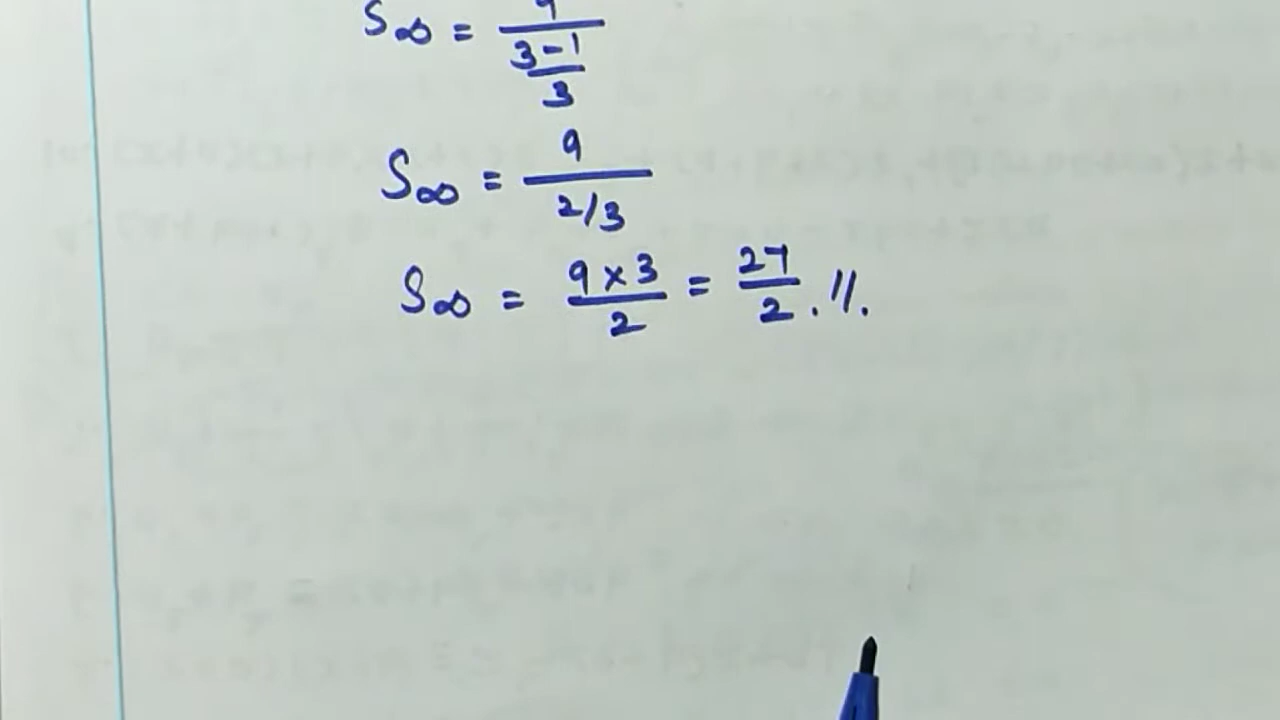 S∞ = 9/((3-1)/3)
S∞ = 9/(2/3)
S∞ = (9×3)/2 = 27/2 . //.